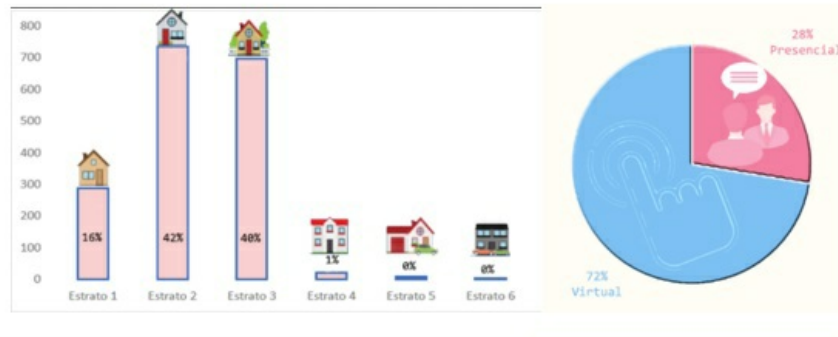 800
700
600
500
400
300
200
100
0
16%
42%
40%
1%
0%
0%
Estrato 1
Estrato 2
Estrato 3
Estrato 4
Estrato 5
Estrato 6
28%
Presencial
72%
Virtual